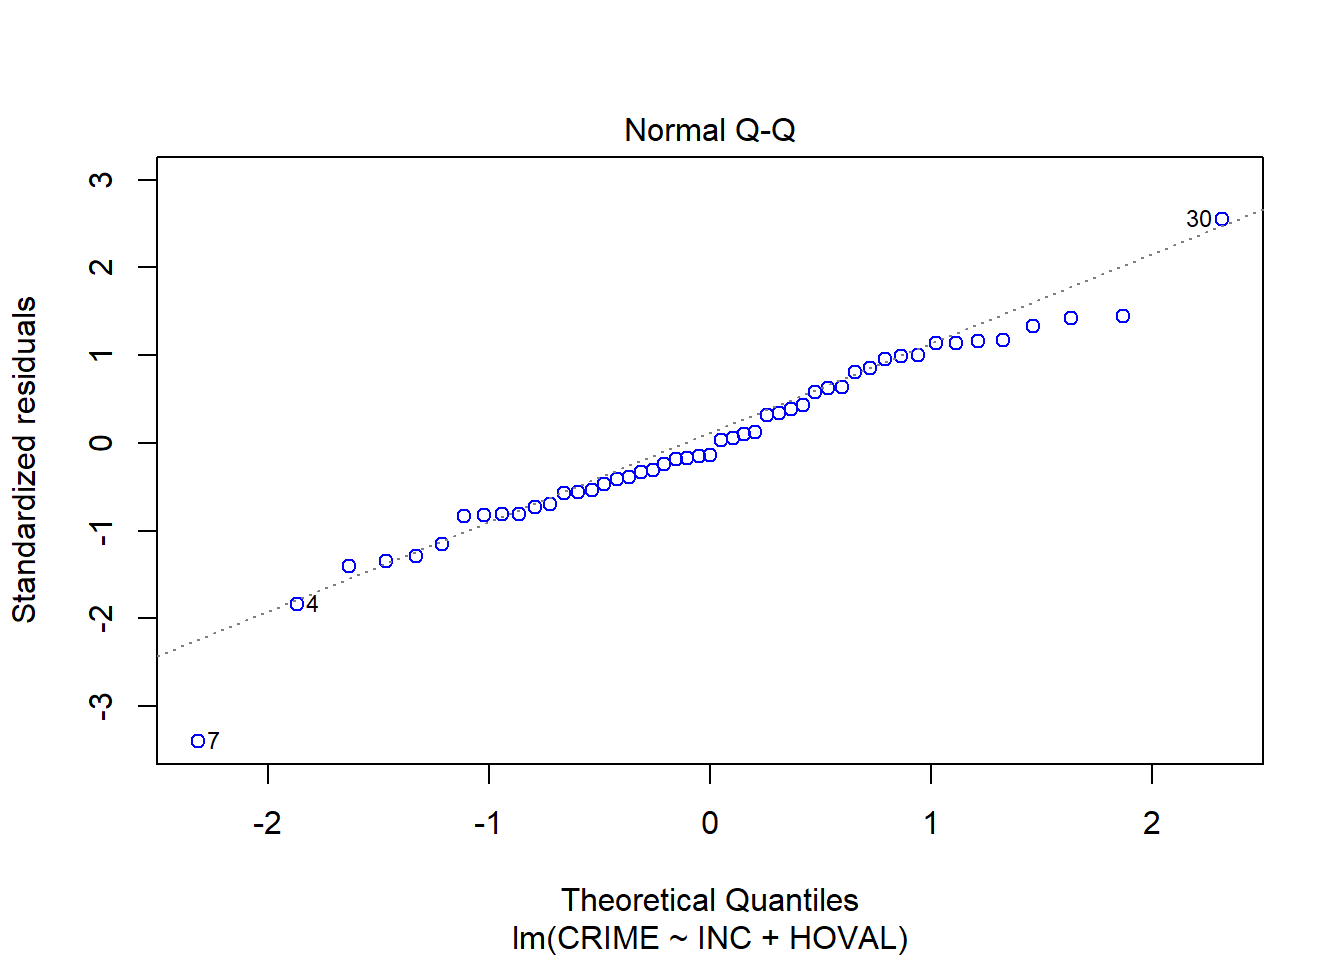 Normal Q-Q
Standardized residuals
3
2
1
0
-1
-2
-3
30
4
7
-2 -1 0 1 2
Theoretical Quantiles
lm(CRIME ~ INC + HOVAL)